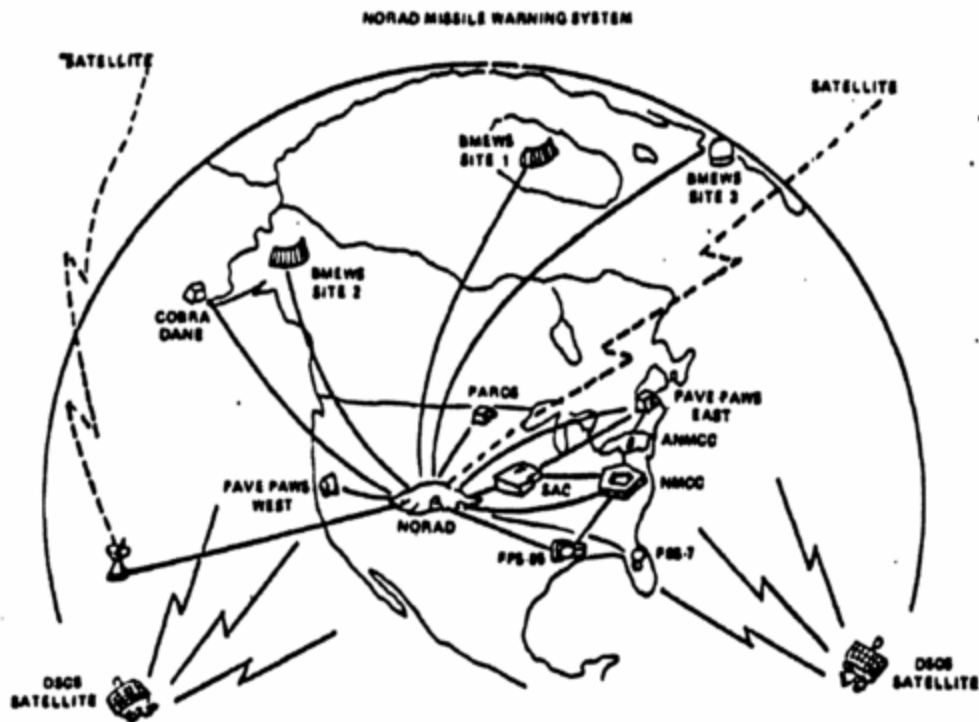 NORAD MISSILE WARNING SYSTEM
SATELLITE
SATELLITE
BMEWS
SITE 1
BMEWS
SITE 3
BMEWS
SITE 2
COBRA
DANE
PARCS
PAVE PAWS
EAST
ANMCC
PAVE PAWS
WEST
SAC
NMCC
NORAD
FPS-85
FSS-7
DSCS
SATELLITE
DSCS
SATELLITE